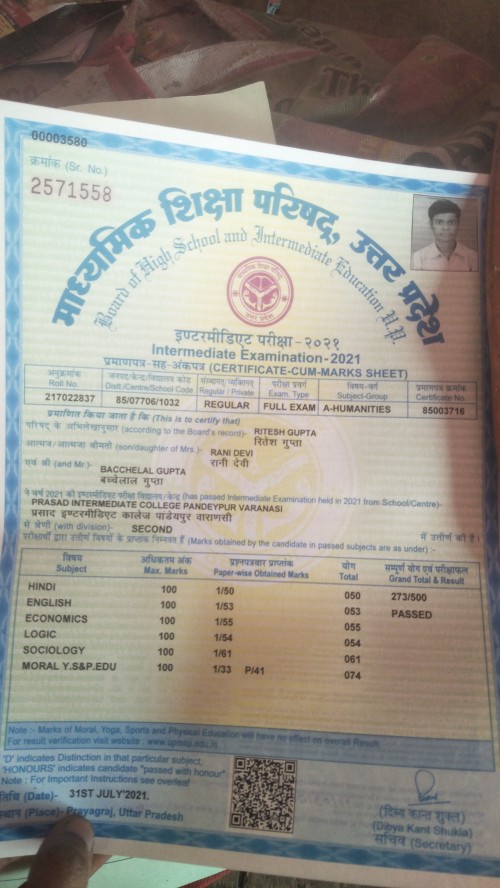 00003580
क्रमांक (Sr. No.)
2571558
माध्यमिक शिक्षा परिषद्, उत्तर प्रदेश
Board of High School and Intermediate Education U.P.
इण्टरमीडिएट परीक्षा-२०२१
Intermediate Examination-2021
प्रमाणपत्र-सह-अंकपत्र (CERTIFICATE-CUM-MARKS SHEET)
अनुक्रमांक जनपद/केन्द्र/विद्यालय कोड संस्थागत/व्यक्तिगत परीक्षा प्रवर्ग विषय-वर्ग प्रमाणपत्र क्रमांक
Roll No. Distt./Centre/School Code Regular / Private Exam. Type Subject-Group Certificate No.
217022837 85/07706/1032 REGULAR FULL EXAM A-HUMANITIES 85003716
प्रमाणित किया जाता है कि (This is to certify that)
परिषद के अभिलेखानुसार (according to the Board's record)- RITESH GUPTA
रितेश गुप्ता
आत्मज/आत्मजा श्रीमती (son/daughter of Mrs.)- RANI DEVI
रानी देवी
एवं श्री (and Mr.)- BACCHELAL GUPTA
बच्चेलाल गुप्ता
ने वर्ष 2021 की इण्टरमीडिएट परीक्षा विद्यालय/केन्द्र (has passed Intermediate Examination held in 2021 from School/Centre)-
PRASAD INTERMEDIATE COLLEGE PANDEYPUR VARANASI
प्रसाद इण्टरमीडिएट कालेज पांडेयपुर वाराणसी
से श्रेणी (with division)- SECOND में उत्तीर्ण की है।
परीक्षार्थी द्वारा उत्तीर्ण विषयों के प्राप्तांक निम्नवत हैं (Marks obtained by the candidate in passed subjects are as under) :-
विषय अधिकतम अंक प्रश्नपत्रवार प्राप्तांक योग सम्पूर्ण योग एवं परीक्षाफल
Subject Max. Marks Paper-wise Obtained Marks Total Grand Total & Result
HINDI 100 1/50 050 273/500
ENGLISH 100 1/53 053 PASSED
ECONOMICS 100 1/55 055
LOGIC 100 1/54 054
SOCIOLOGY 100 1/61 061
MORAL Y.S&P.EDU 100 1/33 P/41 074
Note :- Marks of Moral, Yoga, Sports and Physical Education will have no effect on overall Result.
For result verification visit website : www.upmsp.edu.in
'D' indicates Distinction in that particular subject.
'HONOURS' indicates candidate "passed with honour"
Note : For Important Instructions see overleaf
तिथि (Date)- 31ST JULY'2021.
स्थान (Place)- Prayagraj, Uttar Pradesh
(दिव्य कान्त शुक्ल)
(Dibya Kant Shukla)
सचिव (Secretary)